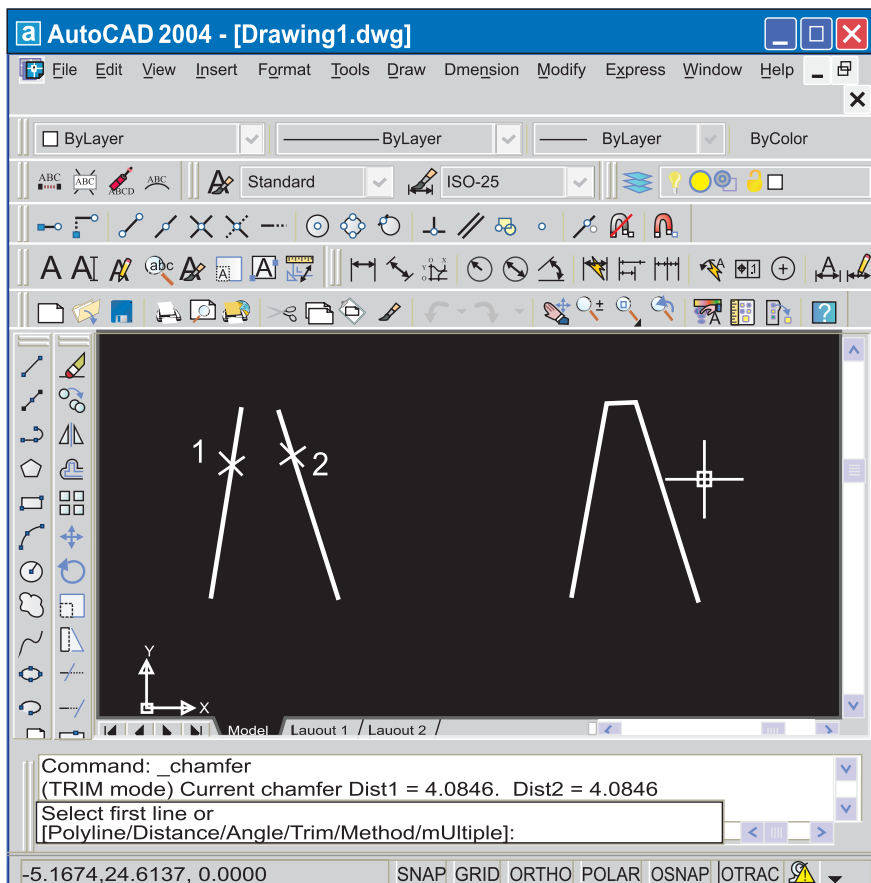 a AutoCAD 2004 - [Drawing1.dwg]
File Edit View Insert Format Tools Draw Dmension Modify Express Window Help
ByLayer ByLayer ByLayer ByColor
ABC ABC ABCD ABC Standard ISO-25
A A A abc A A A
1
2
Y
X
Model Lauout 1 / Lauout 2 /
Command: _chamfer
(TRIM mode) Current chamfer Dist1 = 4.0846. Dist2 = 4.0846
Select first line or
[Polyline/Distance/Angle/Trim/Method/mUltiple]:
-5.1674,24.6137, 0.0000 SNAP GRID ORTHO POLAR OSNAP OTRAC